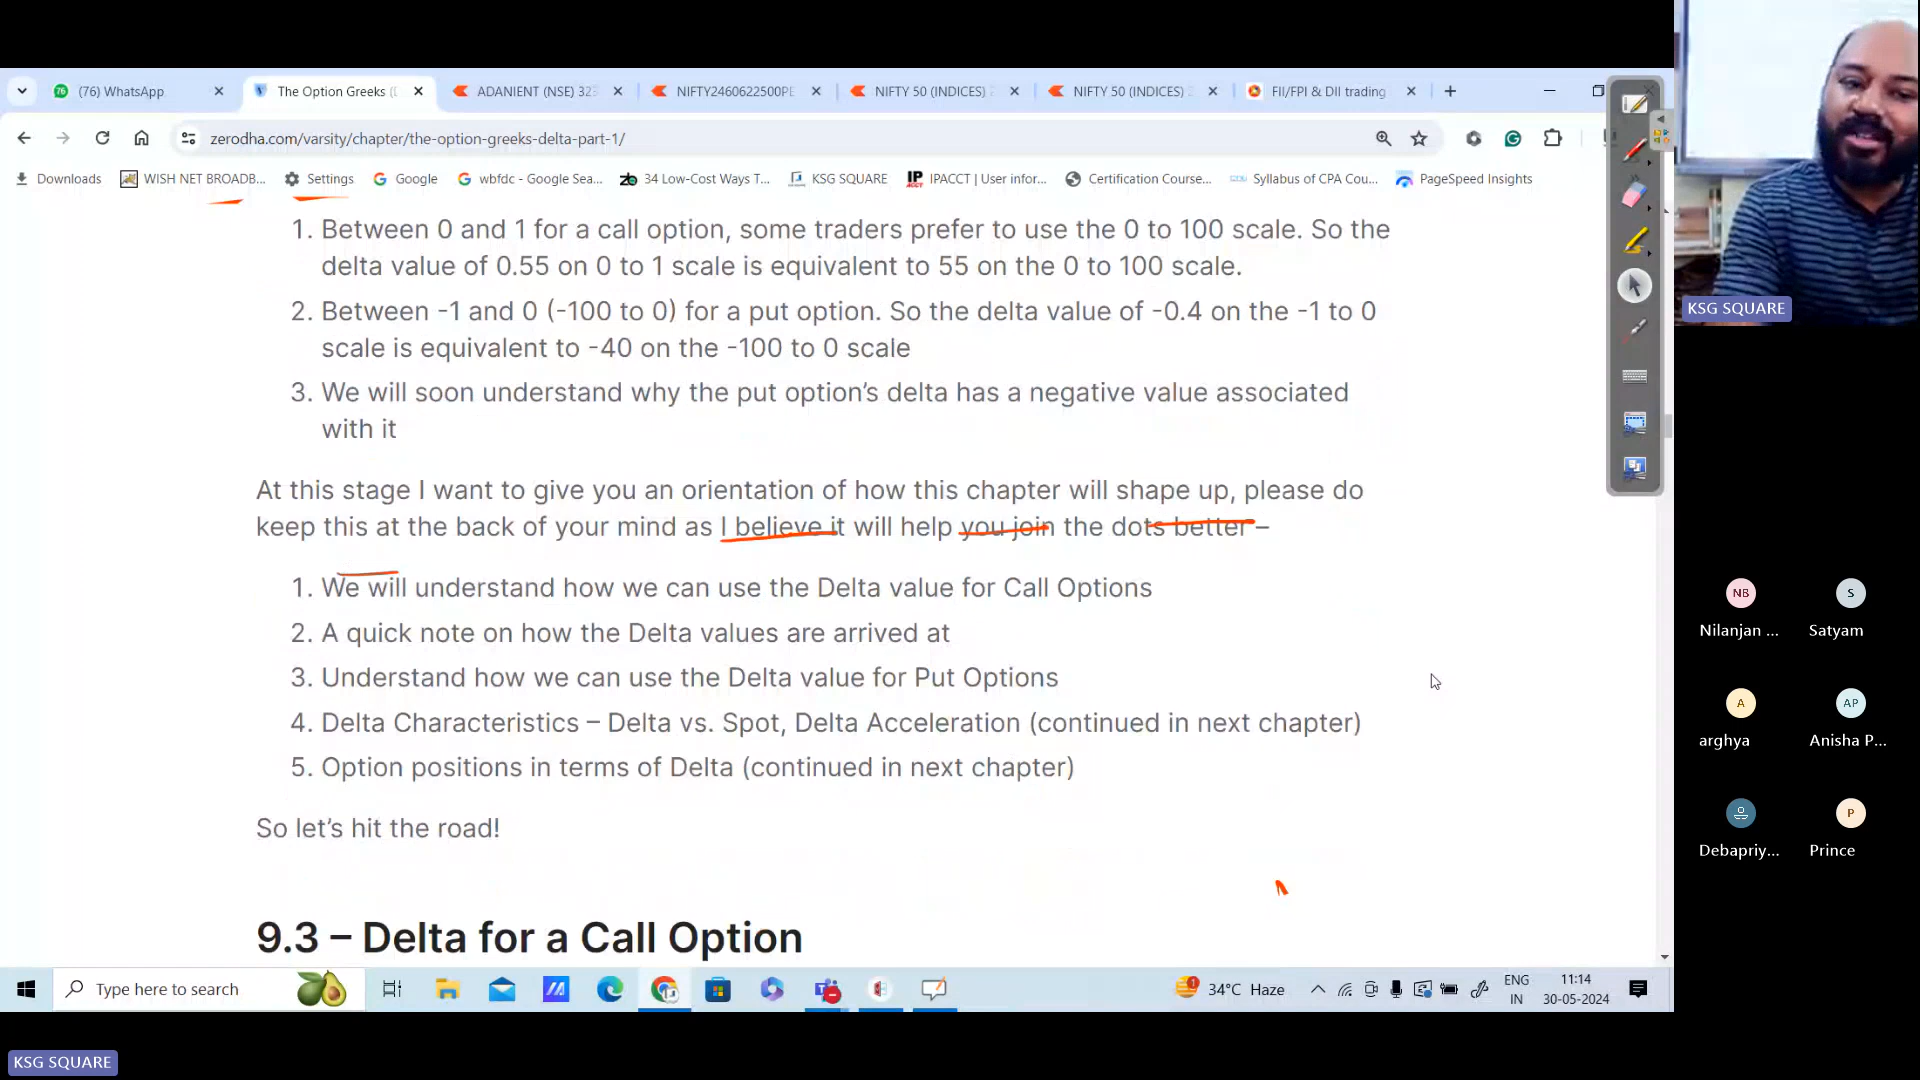 (76) WhatsApp
The Option Greeks (
ADANIENT (NSE) 32
NIFTY2460622500PE
NIFTY 50 (INDICES)
NIFTY 50 (INDICES)
FII/FPI & DII trading
zerodha.com/varsity/chapter/the-option-greeks-delta-part-1/
Downloads
WISH NET BROADB...
Settings
Google
wbfdc - Google Sea...
34 Low-Cost Ways T...
KSG SQUARE
IPACCT | User infor...
Certification Course...
Syllabus of CPA Cou...
PageSpeed Insights
1. Between 0 and 1 for a call option, some traders prefer to use the 0 to 100 scale. So the
delta value of 0.55 on 0 to 1 scale is equivalent to 55 on the 0 to 100 scale.
2. Between -1 and 0 (-100 to 0) for a put option. So the delta value of -0.4 on the -1 to 0
scale is equivalent to -40 on the -100 to 0 scale
3. We will soon understand why the put option’s delta has a negative value associated
with it
At this stage I want to give you an orientation of how this chapter will shape up, please do
keep this at the back of your mind as I believe it will help you join the dots better –
1. We will understand how we can use the Delta value for Call Options
2. A quick note on how the Delta values are arrived at
3. Understand how we can use the Delta value for Put Options
4. Delta Characteristics – Delta vs. Spot, Delta Acceleration (continued in next chapter)
5. Option positions in terms of Delta (continued in next chapter)
So let’s hit the road!
9.3 – Delta for a Call Option
Type here to search
34°C Haze
ENG
IN
11:14
30-05-2024
KSG SQUARE
NB
Nilanjan ...
S
Satyam
A
arghya
AP
Anisha P...
Debapriy...
P
Prince
KSG SQUARE